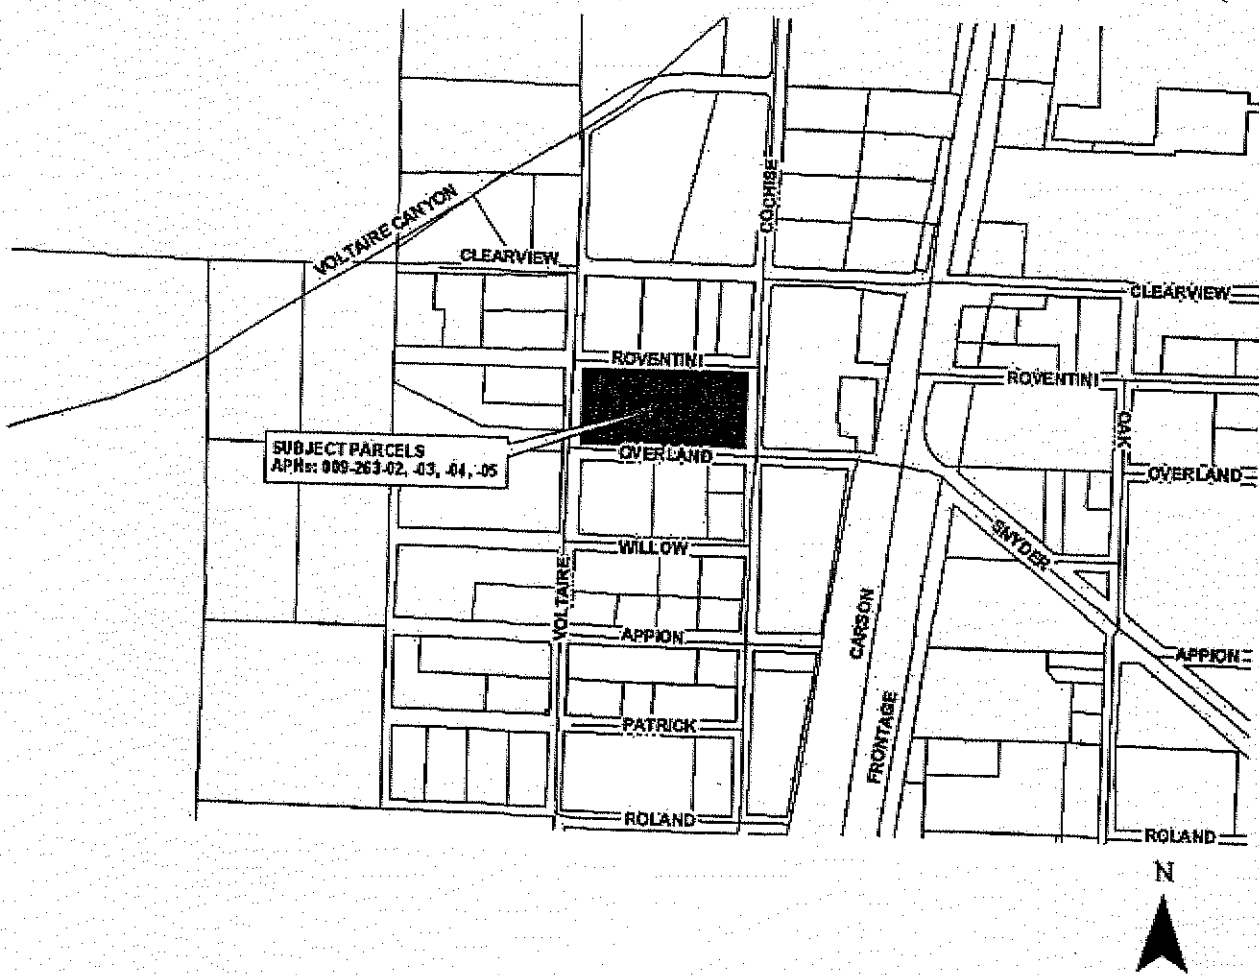 COCHISE
VOLTAIRE CANYON
CLEARVIEW
CLEARVIEW
ROVENTINI
ROVENTINI
OAK
SUBJECT PARCELS
APNs: 009-263-02, -03, -04, -05
OVERLAND
OVERLAND
SNYDER
WILLOW
VOLTAIRE
CARSON
APPION
APPION
FRONTAGE
PATRICK
ROLAND
ROLAND
N